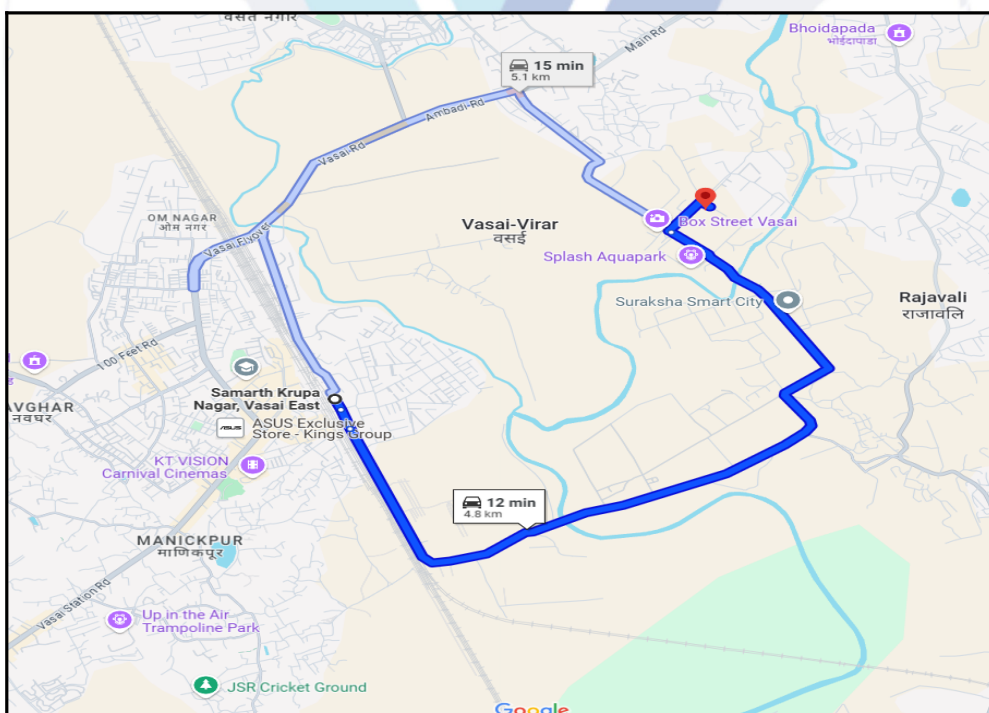 वसंत नगरी
Bhoidapada
भोईदापाडा
Main Rd
15 min
5.1 km
Ambadi Rd
Vasai Rd
OM NAGAR
ओम नगर
Vasai Flyover
Vasai-Virar
वसई
Box Street Vasai
Splash Aquapark
Suraksha Smart City
Rajavali
राजावलि
100 Feet Rd
AVGHAR
नवघर
Samarth Krupa
Nagar, Vasai East
ASUS
ASUS Exclusive
Store - Kings Group
KT VISION
Carnival Cinemas
12 min
4.8 km
MANICKPUR
माणिकपूर
Vasai Station Rd
Up in the Air
Trampoline Park
JSR Cricket Ground
Google